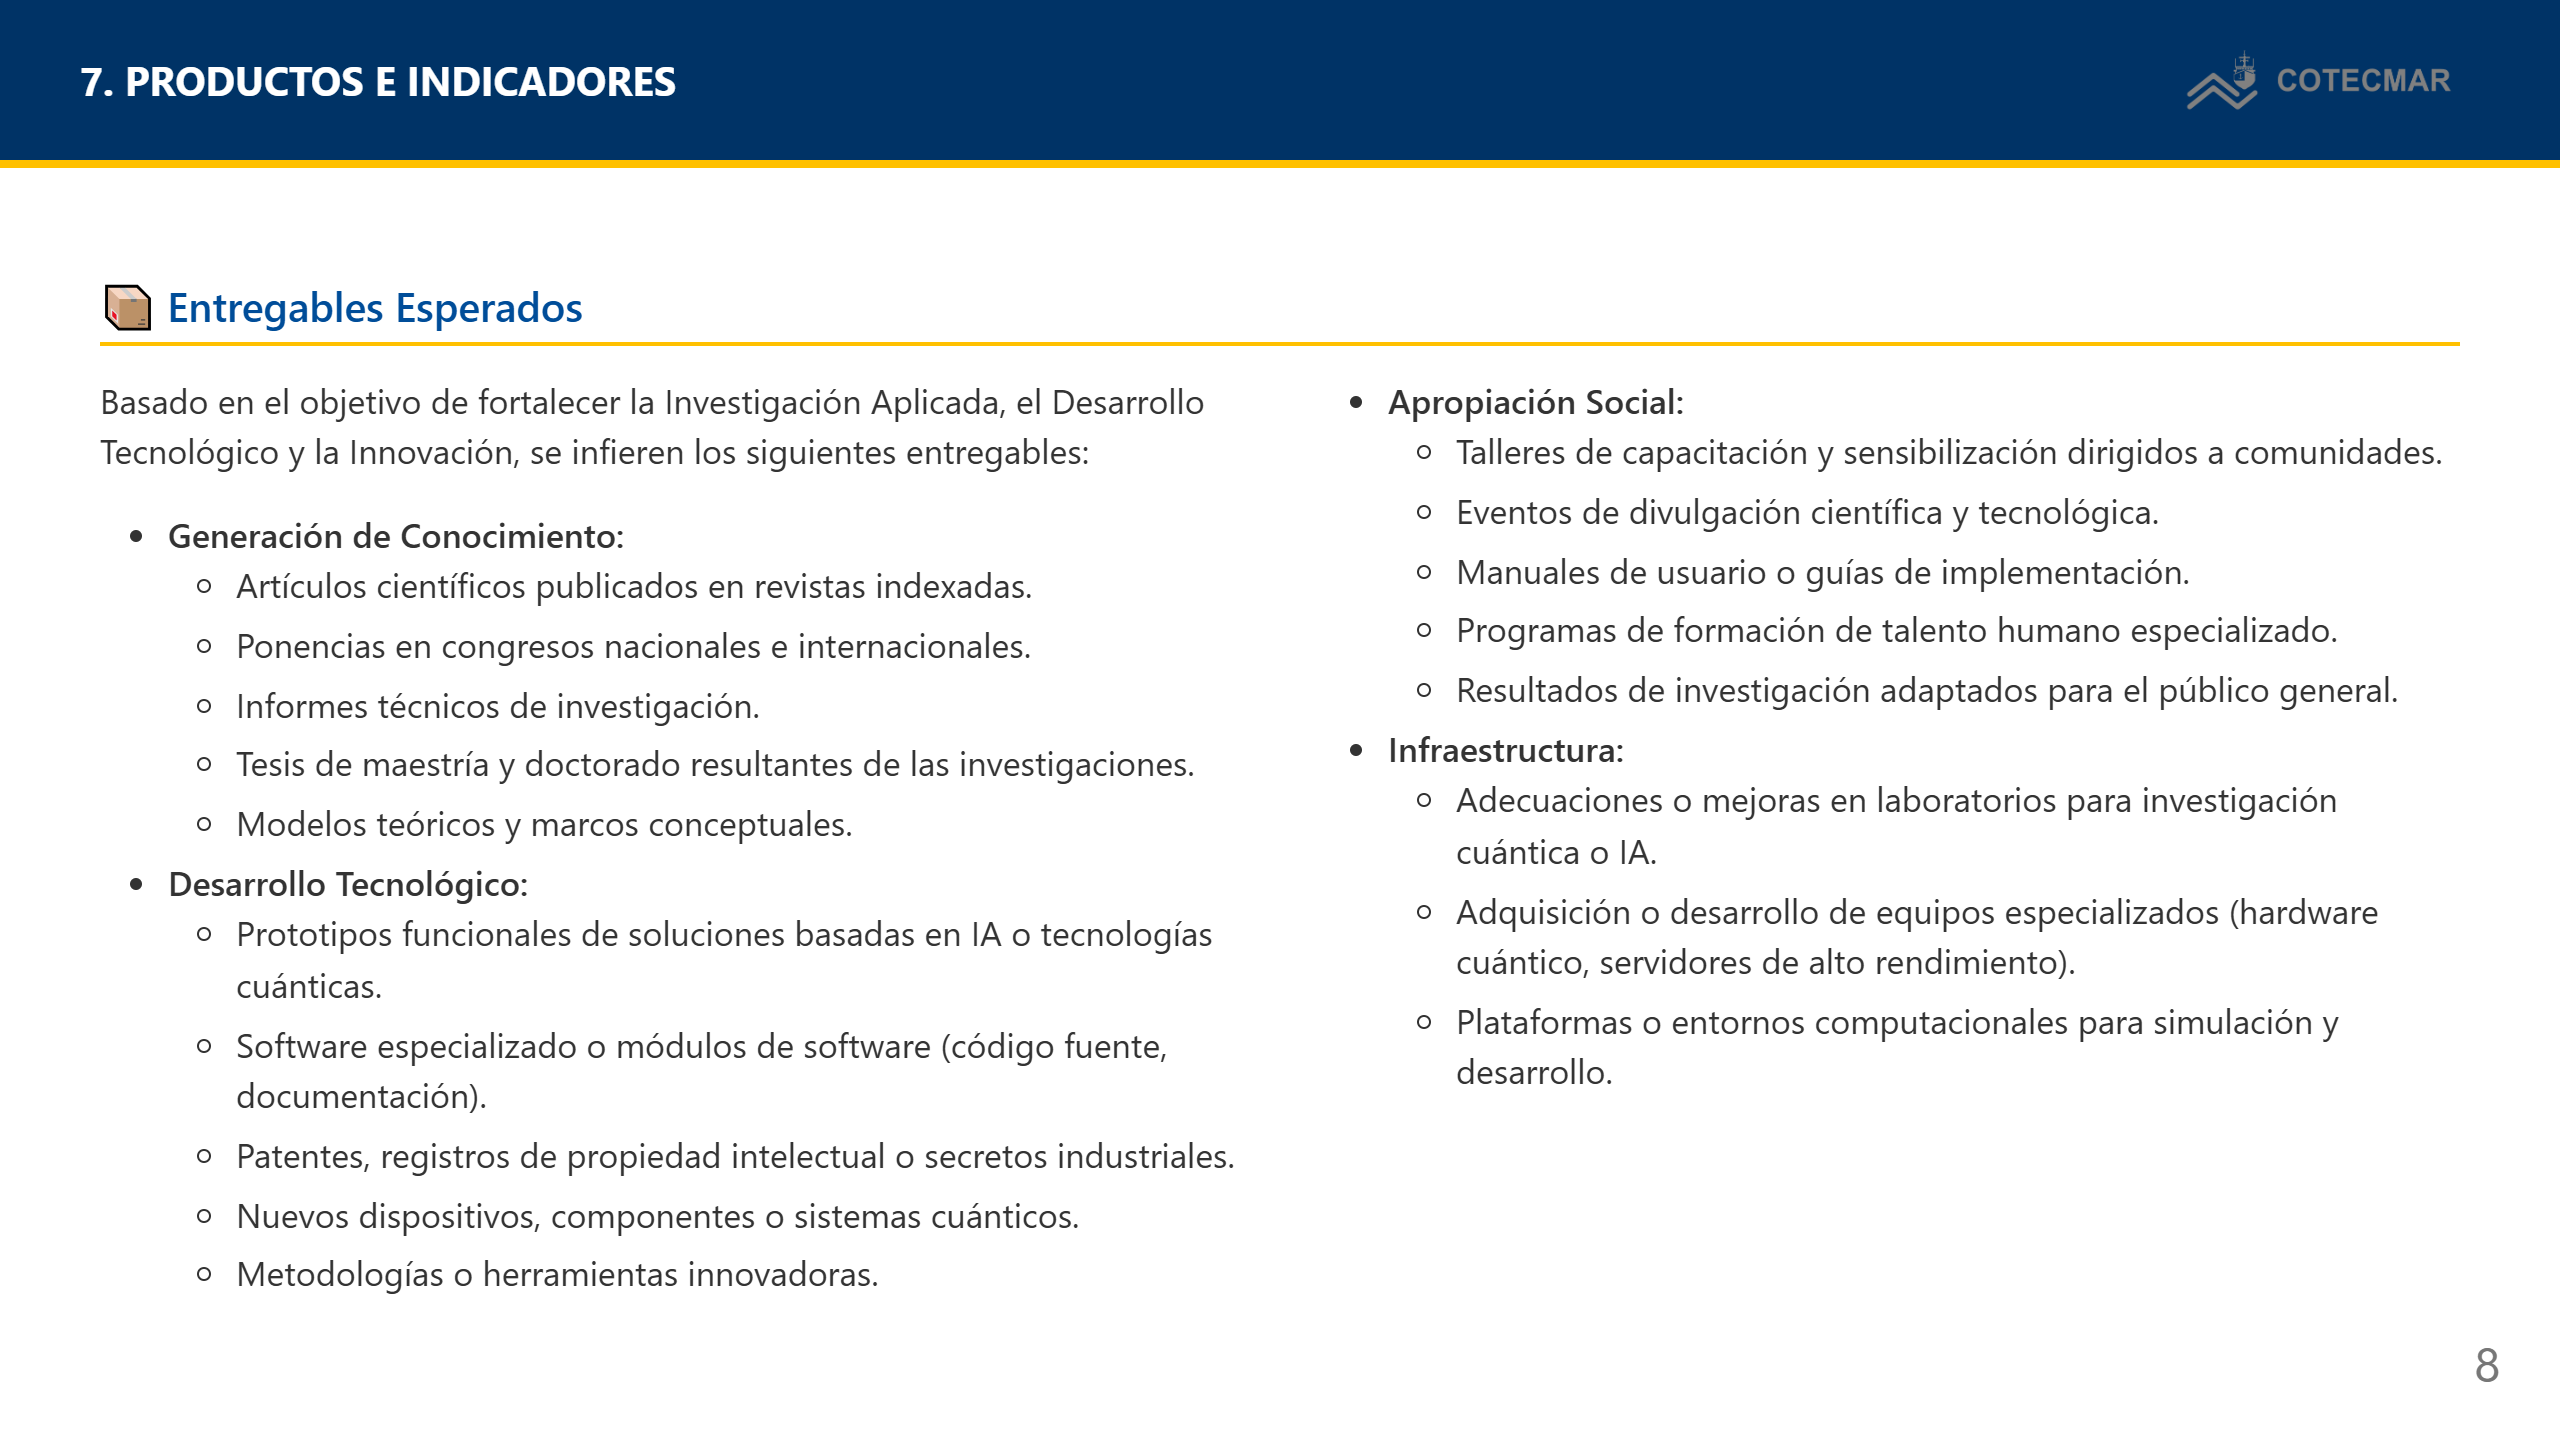 7. PRODUCTOS E INDICADORES
COTECMAR
Entregables Esperados
Basado en el objetivo de fortalecer la Investigación Aplicada, el Desarrollo
Tecnológico y la Innovación, se infieren los siguientes entregables:
Generación de Conocimiento:
Artículos científicos publicados en revistas indexadas.
Ponencias en congresos nacionales e internacionales.
Informes técnicos de investigación.
Tesis de maestría y doctorado resultantes de las investigaciones.
Modelos teóricos y marcos conceptuales.
Desarrollo Tecnológico:
Prototipos funcionales de soluciones basadas en IA o tecnologías
cuánticas.
Software especializado o módulos de software (código fuente,
documentación).
Patentes, registros de propiedad intelectual o secretos industriales.
Nuevos dispositivos, componentes o sistemas cuánticos.
Metodologías o herramientas innovadoras.
Apropiación Social:
Talleres de capacitación y sensibilización dirigidos a comunidades.
Eventos de divulgación científica y tecnológica.
Manuales de usuario o guías de implementación.
Programas de formación de talento humano especializado.
Resultados de investigación adaptados para el público general.
Infraestructura:
Adecuaciones o mejoras en laboratorios para investigación
cuántica o IA.
Adquisición o desarrollo de equipos especializados (hardware
cuántico, servidores de alto rendimiento).
Plataformas o entornos computacionales para simulación y
desarrollo.
8